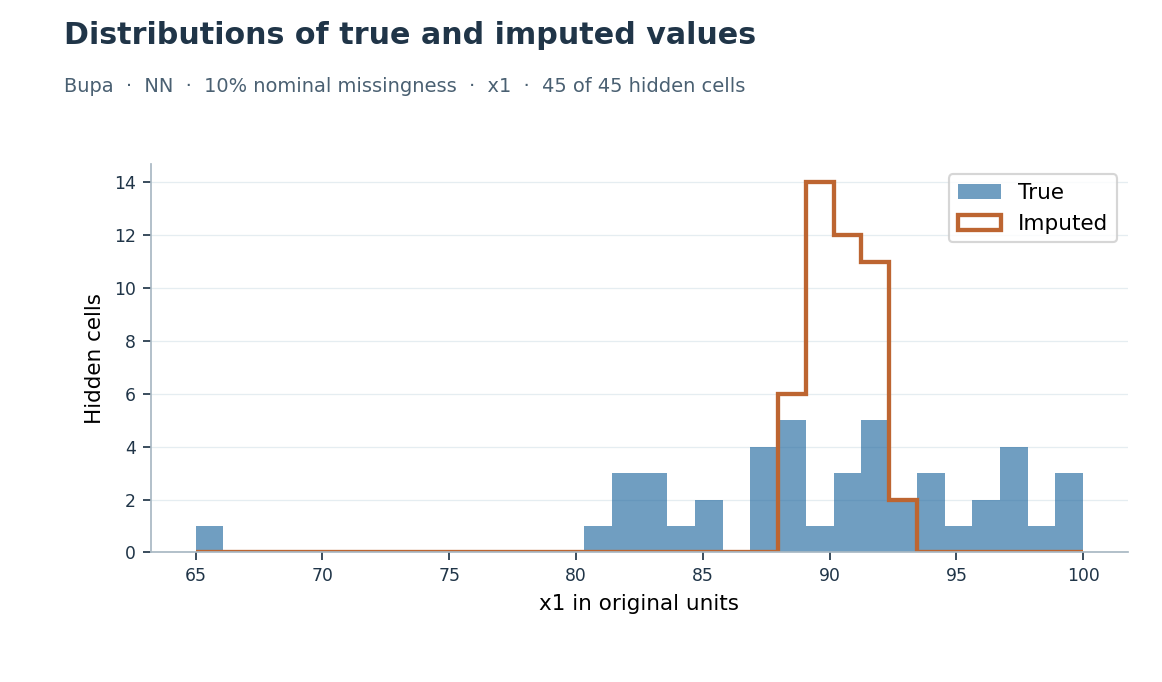 Distributions of true and imputed values
Bupa · NN · 10% nominal missingness · x1 · 45 of 45 hidden cells
True
Imputed
Hidden cells
14
12
10
8
6
4
2
0
65 70 75 80 85 90 95 100
x1 in original units